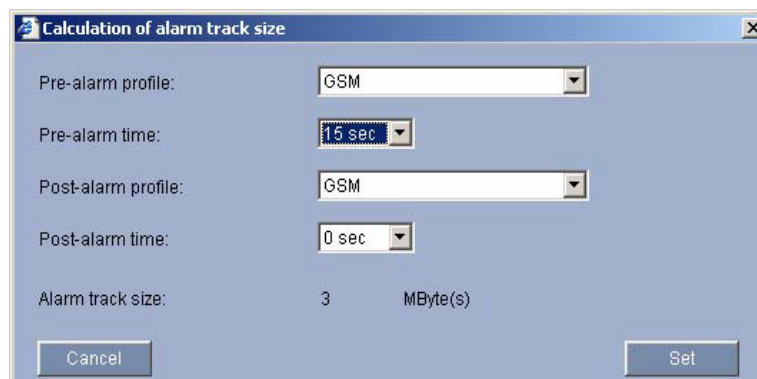 Calculation of alarm track size
Pre-alarm profile: GSM
Pre-alarm time: 15 sec
Post-alarm profile: GSM
Post-alarm time: 0 sec
Alarm track size: 3 MByte(s)
Cancel Set